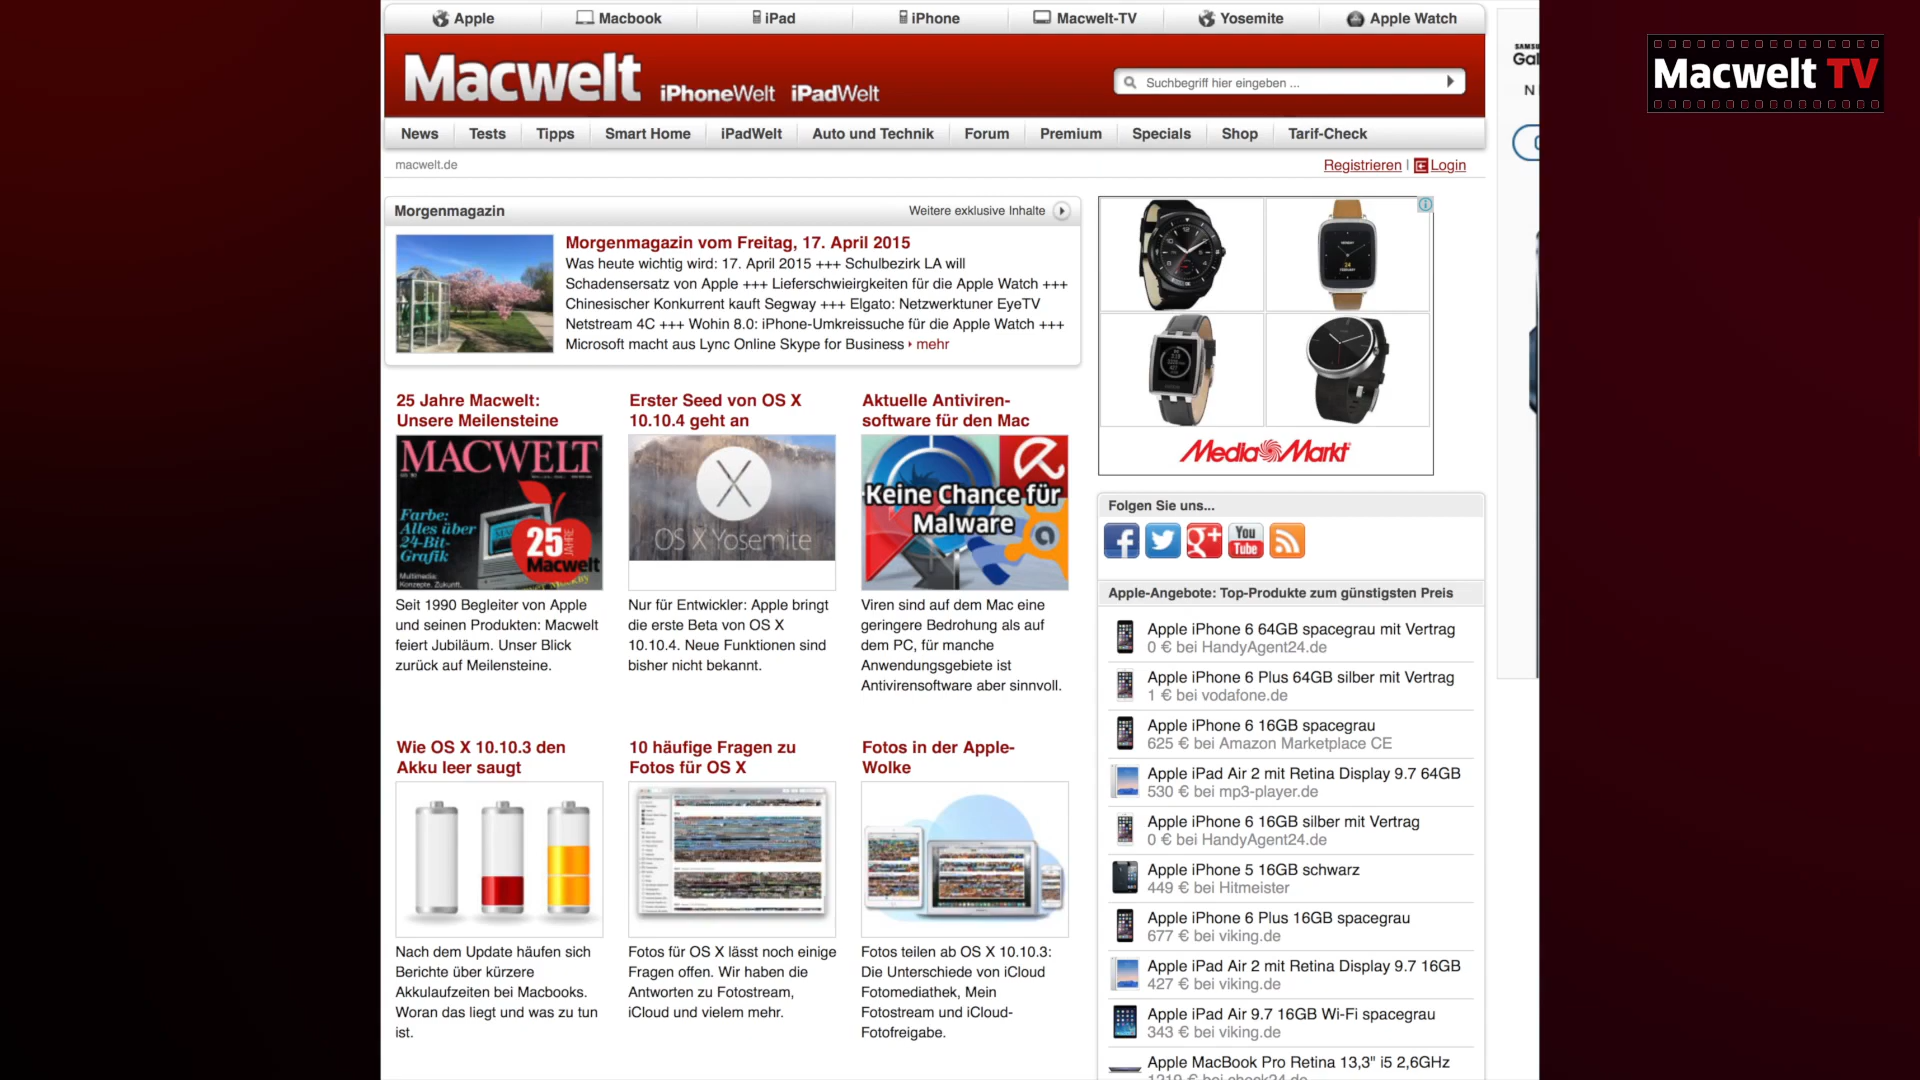 Apple
Macbook
iPad
iPhone
Macwelt-TV
Yosemite
Apple Watch
Macwelt iPhoneWelt iPadWelt
Suchbegriff hier eingeben ...
Macwelt TV
News
Tests
Tipps
Smart Home
iPadWelt
Auto und Technik
Forum
Premium
Specials
Shop
Tarif-Check
macwelt.de
Registrieren | Login
Morgenmagazin
Weitere exklusive Inhalte
Morgenmagazin vom Freitag, 17. April 2015
Was heute wichtig wird: 17. April 2015 +++ Schulbezirk LA will
Schadensersatz von Apple +++ Lieferschwieirgkeiten für die Apple Watch +++
Chinesischer Konkurrent kauft Segway +++ Elgato: Netzwerktuner EyeTV
Netstream 4C +++ Wohin 8.0: iPhone-Umkreissuche für die Apple Watch +++
Microsoft macht aus Lync Online Skype for Business mehr
25 Jahre Macwelt:
Unsere Meilensteine
MACWELT
Farbe:
Alles über
24-Bit-
Grafik
Multimedia:
Konzepte, Zukunft,
25 JAHRE
Macwelt
Seit 1990 Begleiter von Apple
und seinen Produkten: Macwelt
feiert Jubiläum. Unser Blick
zurück auf Meilensteine.
Erster Seed von OS X
10.10.4 geht an
OS X Yosemite
Nur für Entwickler: Apple bringt
die erste Beta von OS X
10.10.4. Neue Funktionen sind
bisher nicht bekannt.
Aktuelle Antiviren-
software für den Mac
Keine Chance für
Malware
Viren sind auf dem Mac eine
geringere Bedrohung als auf
dem PC, für manche
Anwendungsgebiete ist
Antivirensoftware aber sinnvoll.
Wie OS X 10.10.3 den
Akku leer saugt
Nach dem Update häufen sich
Berichte über kürzere
Akkulaufzeiten bei Macbooks.
Woran das liegt und was zu tun
ist.
10 häufige Fragen zu
Fotos für OS X
Fotos für OS X lässt noch einige
Fragen offen. Wir haben die
Antworten zu Fotostream,
iCloud und vielem mehr.
Fotos in der Apple-
Wolke
Fotos teilen ab OS X 10.10.3:
Die Unterschiede von iCloud
Fotomediathek, Mein
Fotostream und iCloud-
Fotofreigabe.
Media Markt
Folgen Sie uns...
You
Tube
Apple-Angebote: Top-Produkte zum günstigsten Preis
Apple iPhone 6 64GB spacegrau mit Vertrag
0 € bei HandyAgent24.de
Apple iPhone 6 Plus 64GB silber mit Vertrag
1 € bei vodafone.de
Apple iPhone 6 16GB spacegrau
625 € bei Amazon Marketplace CE
Apple iPad Air 2 mit Retina Display 9.7 64GB
530 € bei mp3-player.de
Apple iPhone 6 16GB silber mit Vertrag
0 € bei HandyAgent24.de
Apple iPhone 5 16GB schwarz
449 € bei Hitmeister
Apple iPhone 6 Plus 16GB spacegrau
677 € bei viking.de
Apple iPad Air 2 mit Retina Display 9.7 16GB
427 € bei viking.de
Apple iPad Air 9.7 16GB Wi-Fi spacegrau
343 € bei viking.de
Apple MacBook Pro Retina 13,3" i5 2,6GHz